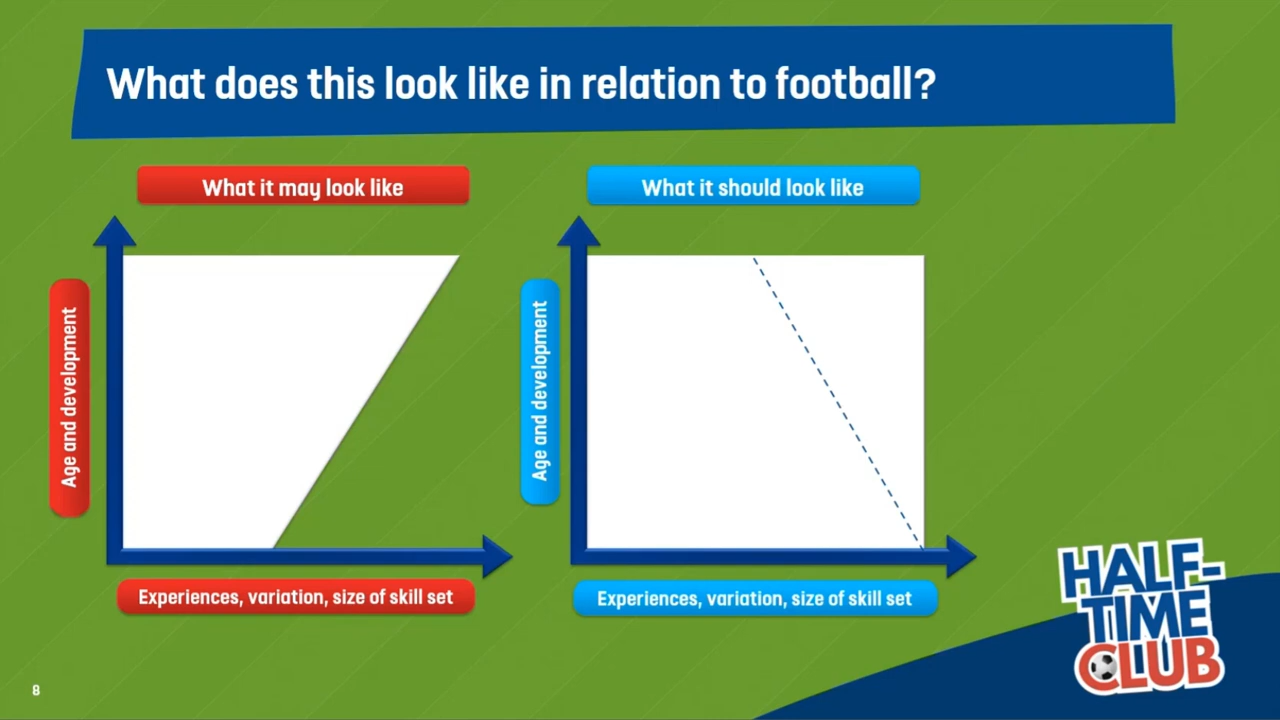 What does this look like in relation to football?
What it may look like
What it should look like
Age and development
Age and development
Experiences, variation, size of skill set
Experiences, variation, size of skill set
HALF-
TIME
CLUB
8